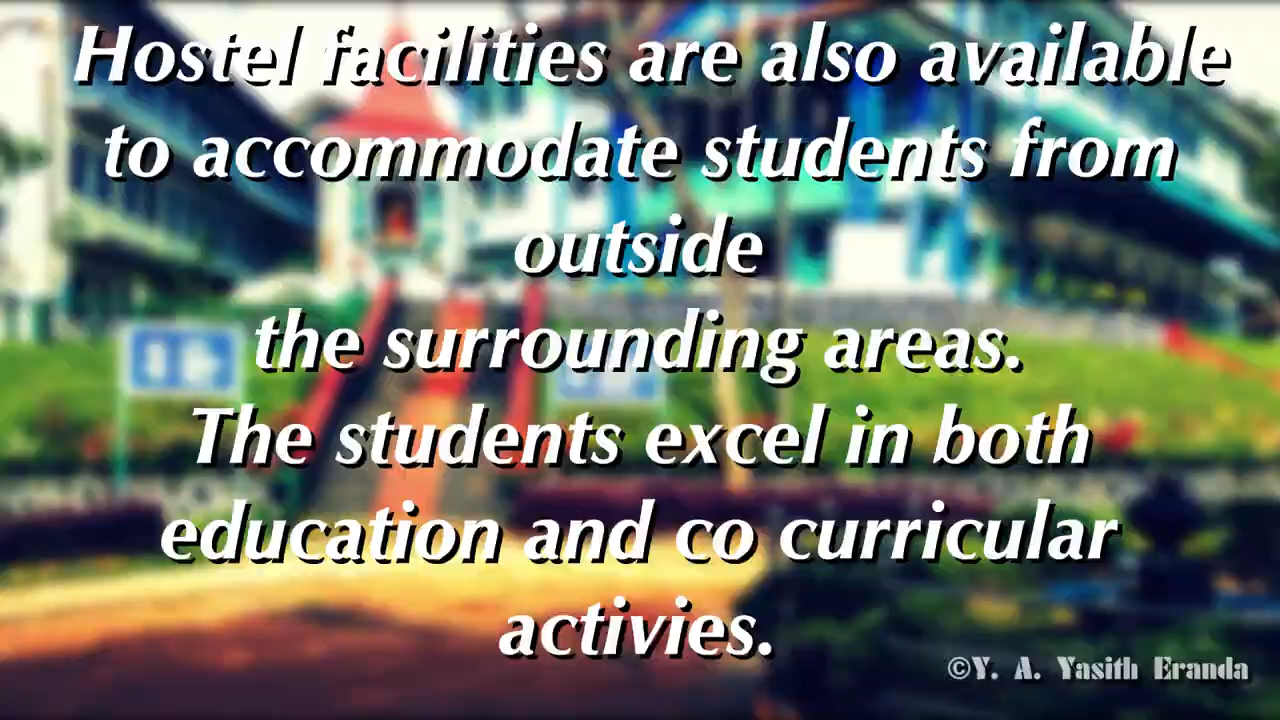 Hostel facilities are also available
to accommodate students from
outside
the surrounding areas.
The students excel in both
education and co curricular
activies.
©Y. A. Yasith Eranda